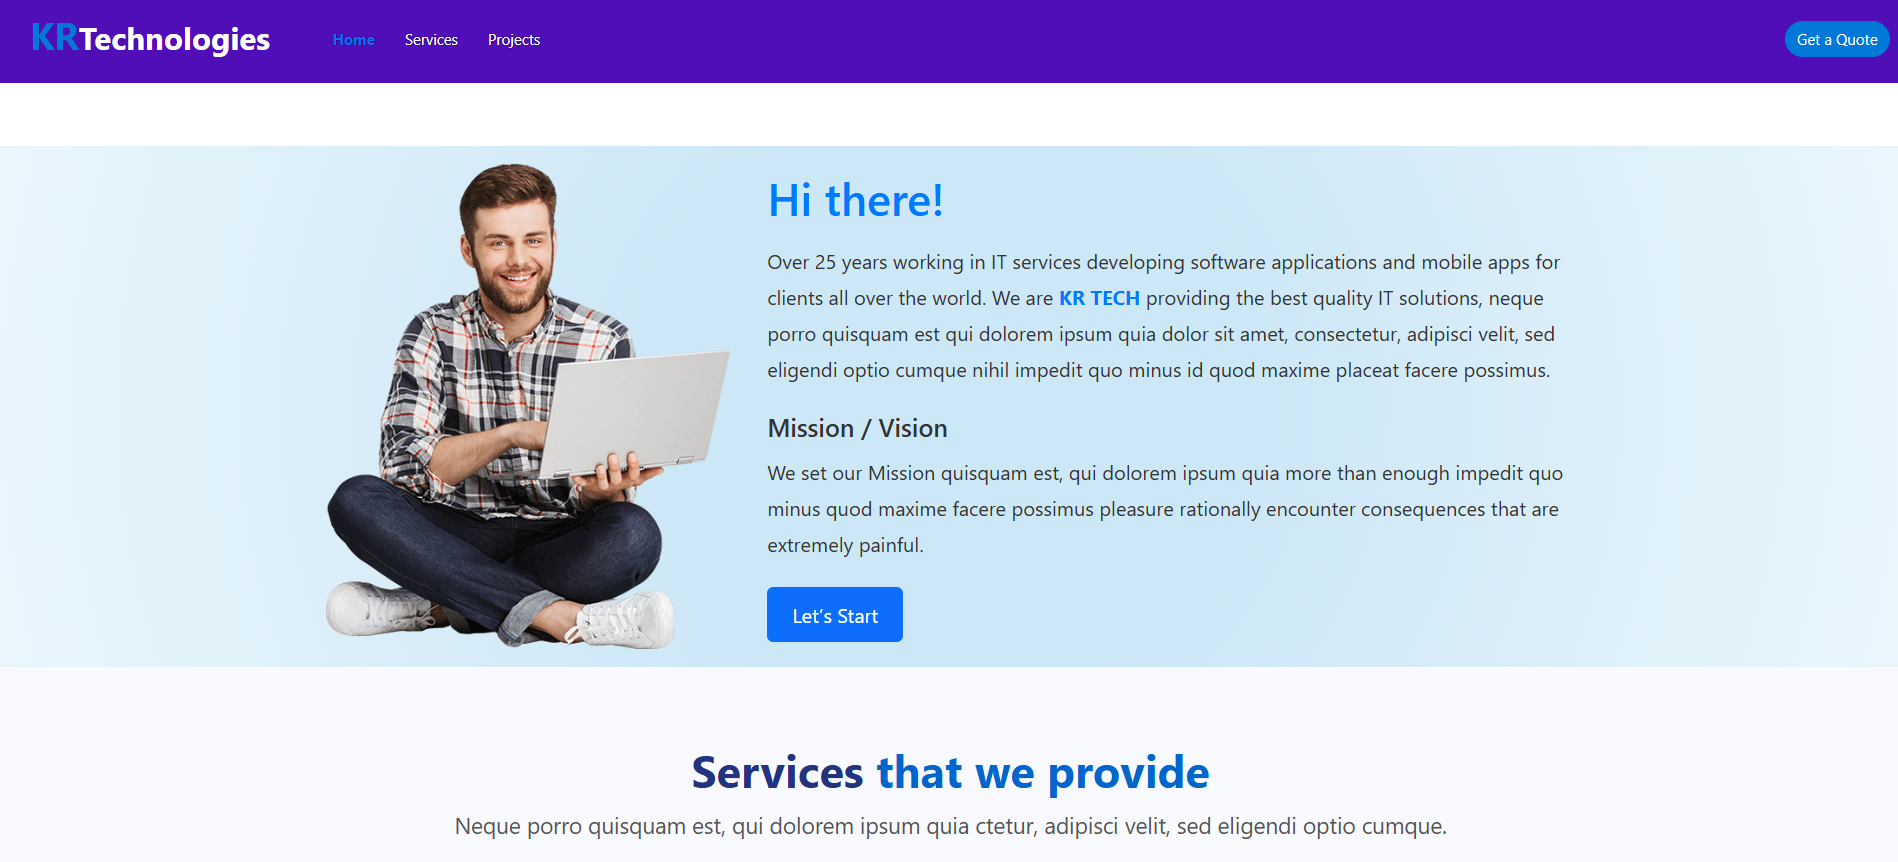 KRTechnologies
Home
Services
Projects
Get a Quote
Hi there!
Over 25 years working in IT services developing software applications and mobile apps for
clients all over the world. We are KR TECH providing the best quality IT solutions, neque
porro quisquam est qui dolorem ipsum quia dolor sit amet, consectetur, adipisci velit, sed
eligendi optio cumque nihil impedit quo minus id quod maxime placeat facere possimus.
Mission / Vision
We set our Mission quisquam est, qui dolorem ipsum quia more than enough impedit quo
minus quod maxime facere possimus pleasure rationally encounter consequences that are
extremely painful.
Let’s Start
Services that we provide
Neque porro quisquam est, qui dolorem ipsum quia ctetur, adipisci velit, sed eligendi optio cumque.